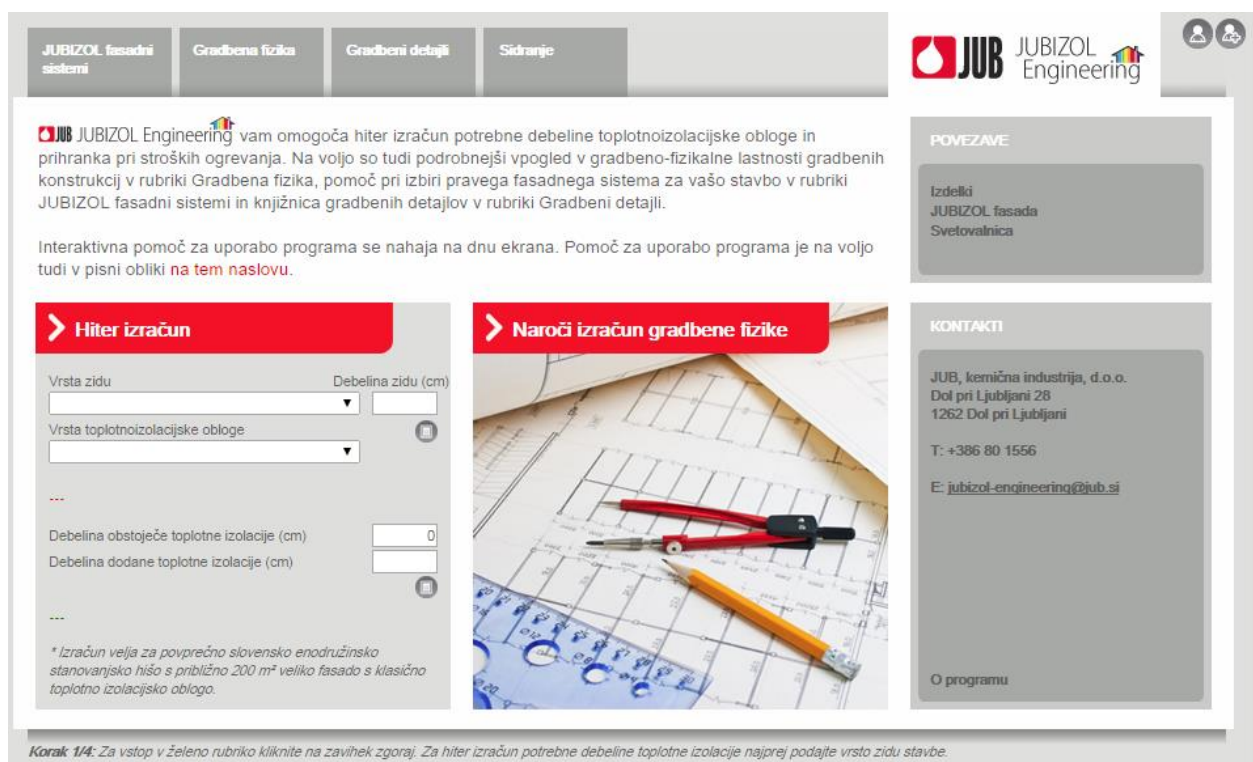 JUBIZOL fasadni
sistemi
Gradbena fizika
Gradbeni detajli
Sidranje
JUB JUBIZOL
Engineering
JUB JUBIZOL Engineering vam omogoča hiter izračun potrebne debeline toplotnoizolacijske obloge in
prihranka pri stroških ogrevanja. Na voljo so tudi podrobnejši vpogled v gradbeno-fizikalne lastnosti gradbenih
konstrukcij v rubriki Gradbena fizika, pomoč pri izbiri pravega fasadnega sistema za vašo stavbo v rubriki
JUBIZOL fasadni sistemi in knjižnica gradbenih detajlov v rubriki Gradbeni detajli.
Interaktivna pomoč za uporabo programa se nahaja na dnu ekrana. Pomoč za uporabo programa je na voljo
tudi v pisni obliki na tem naslovu.
Hiter izračun
Vrsta zidu
Debelina zidu (cm)
Vrsta toplotnoizolacijske obloge
---
Debelina obstoječe toplotne izolacije (cm)
0
Debelina dodane toplotne izolacije (cm)
---
* Izračun velja za povprečno slovensko enodružinsko
stanovanjsko hišo s približno 200 m² veliko fasado s klasično
toplotno izolacijsko oblogo.
Naroči izračun gradbene fizike
POVEZAVE
Izdelki
JUBIZOL fasada
Svetovalnica
KONTAKTI
JUB, kemična industrija, d.o.o.
Dol pri Ljubljani 28
1262 Dol pri Ljubljani
T: +386 80 1556
E: jubizol-engineering@jub.si
O programu
Korak 1/4: Za vstop v želeno rubriko kliknite na zavihek zgoraj. Za hiter izračun potrebne debeline toplotne izolacije najprej podajte vrsto zidu stavbe.